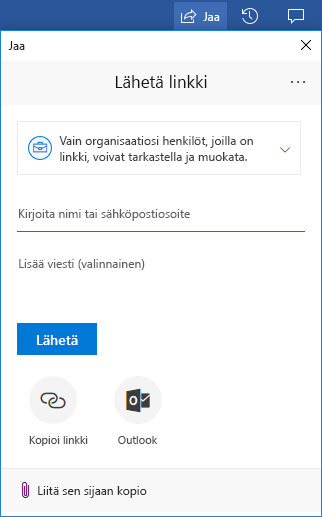 Jaa
Jaa
Lähetä linkki
Vain organisaatiosi henkilöt, joilla on
linkki, voivat tarkastella ja muokata.
Kirjoita nimi tai sähköpostiosoite
Lisää viesti (valinnainen)
Lähetä
Kopioi linkki
Outlook
Liitä sen sijaan kopio